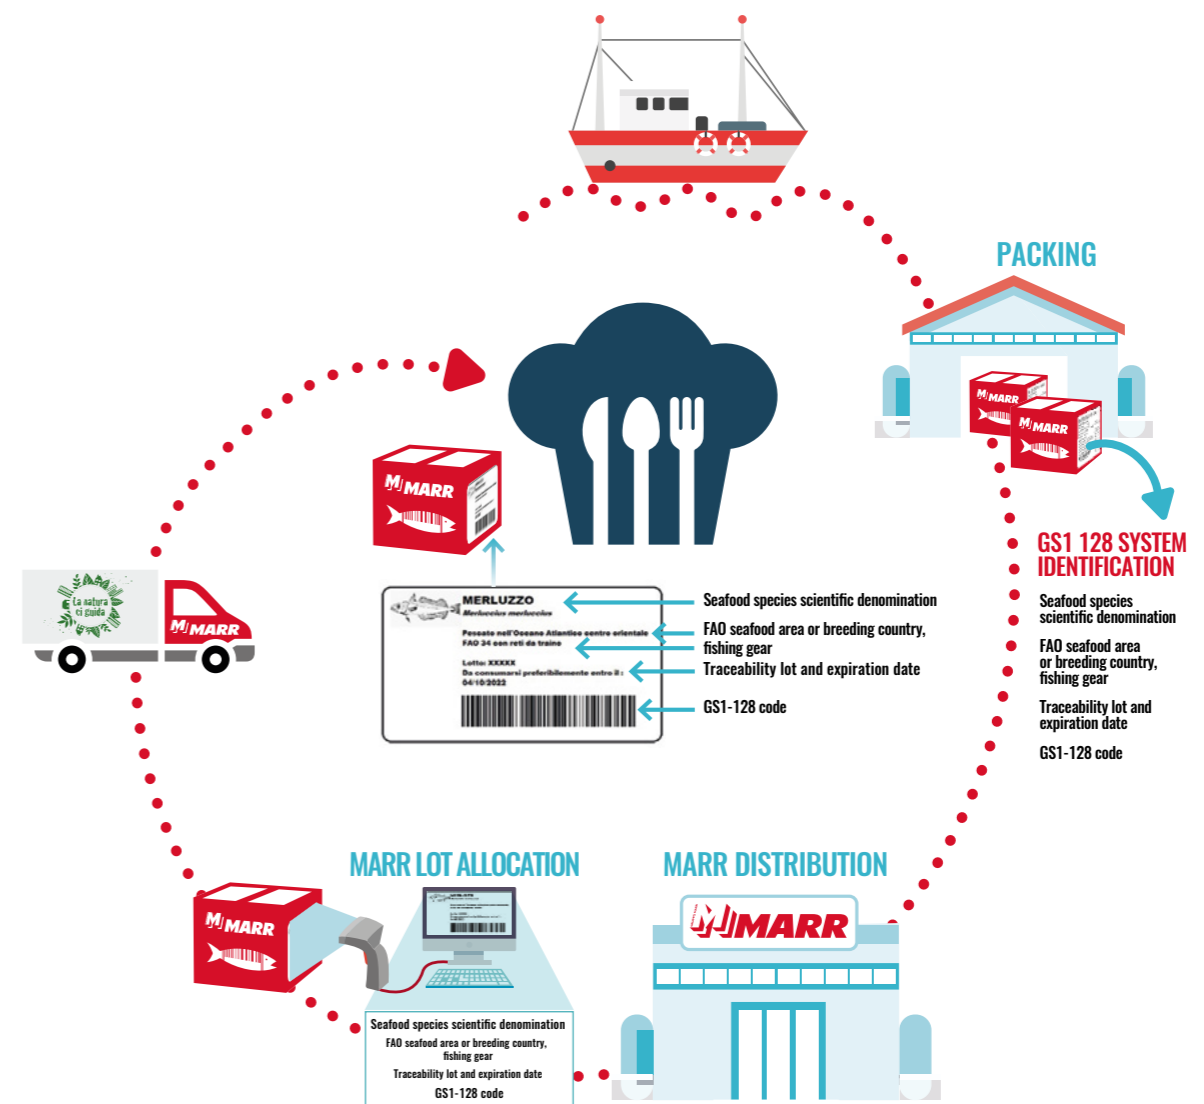 PACKING
MARR
MARR
GS1 128 SYSTEM
IDENTIFICATION
Seafood species
scientific denomination
FAO seafood area
or breeding country,
fishing gear
Traceability lot and
expiration date
GS1-128 code
MARR
MERLUZZO
Merluccius merluccius
Pescato nell'Oceano Atlantico centro orientale
FAO 34 con reti da traino
Lotto: XXXXX
Da consumarsi preferibilmente entro il :
04/10/2022
Seafood species scientific denomination
FAO seafood area or breeding country,
fishing gear
Traceability lot and expiration date
GS1-128 code
La natura
ci guida
MARR
MARR LOT ALLOCATION
MARR
Seafood species scientific denomination
FAO seafood area or breeding country,
fishing gear
Traceability lot and expiration date
GS1-128 code
MARR DISTRIBUTION
MARR